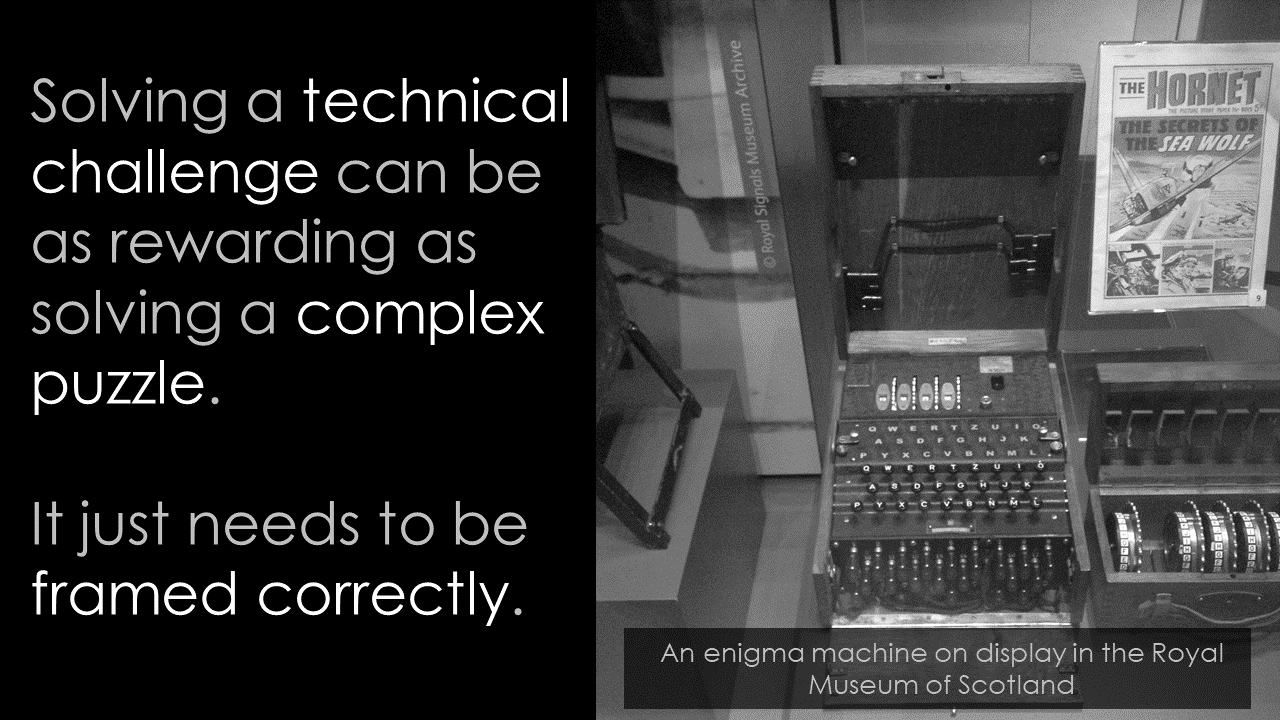 Solving a technical
challenge can be
as rewarding as
solving a complex
puzzle.
It just needs to be
framed correctly.
© Royal Signals Museum Archive
THE HORNET
THE SECRETS OF
THE SEA WOLF
9
Q W E R T Z U I O
A S D F G H J K
P Y X C V B N M L
Q W E R T Z U I O
A S D F G H J K
P Y X C V B N M L
An enigma machine on display in the Royal
Museum of Scotland